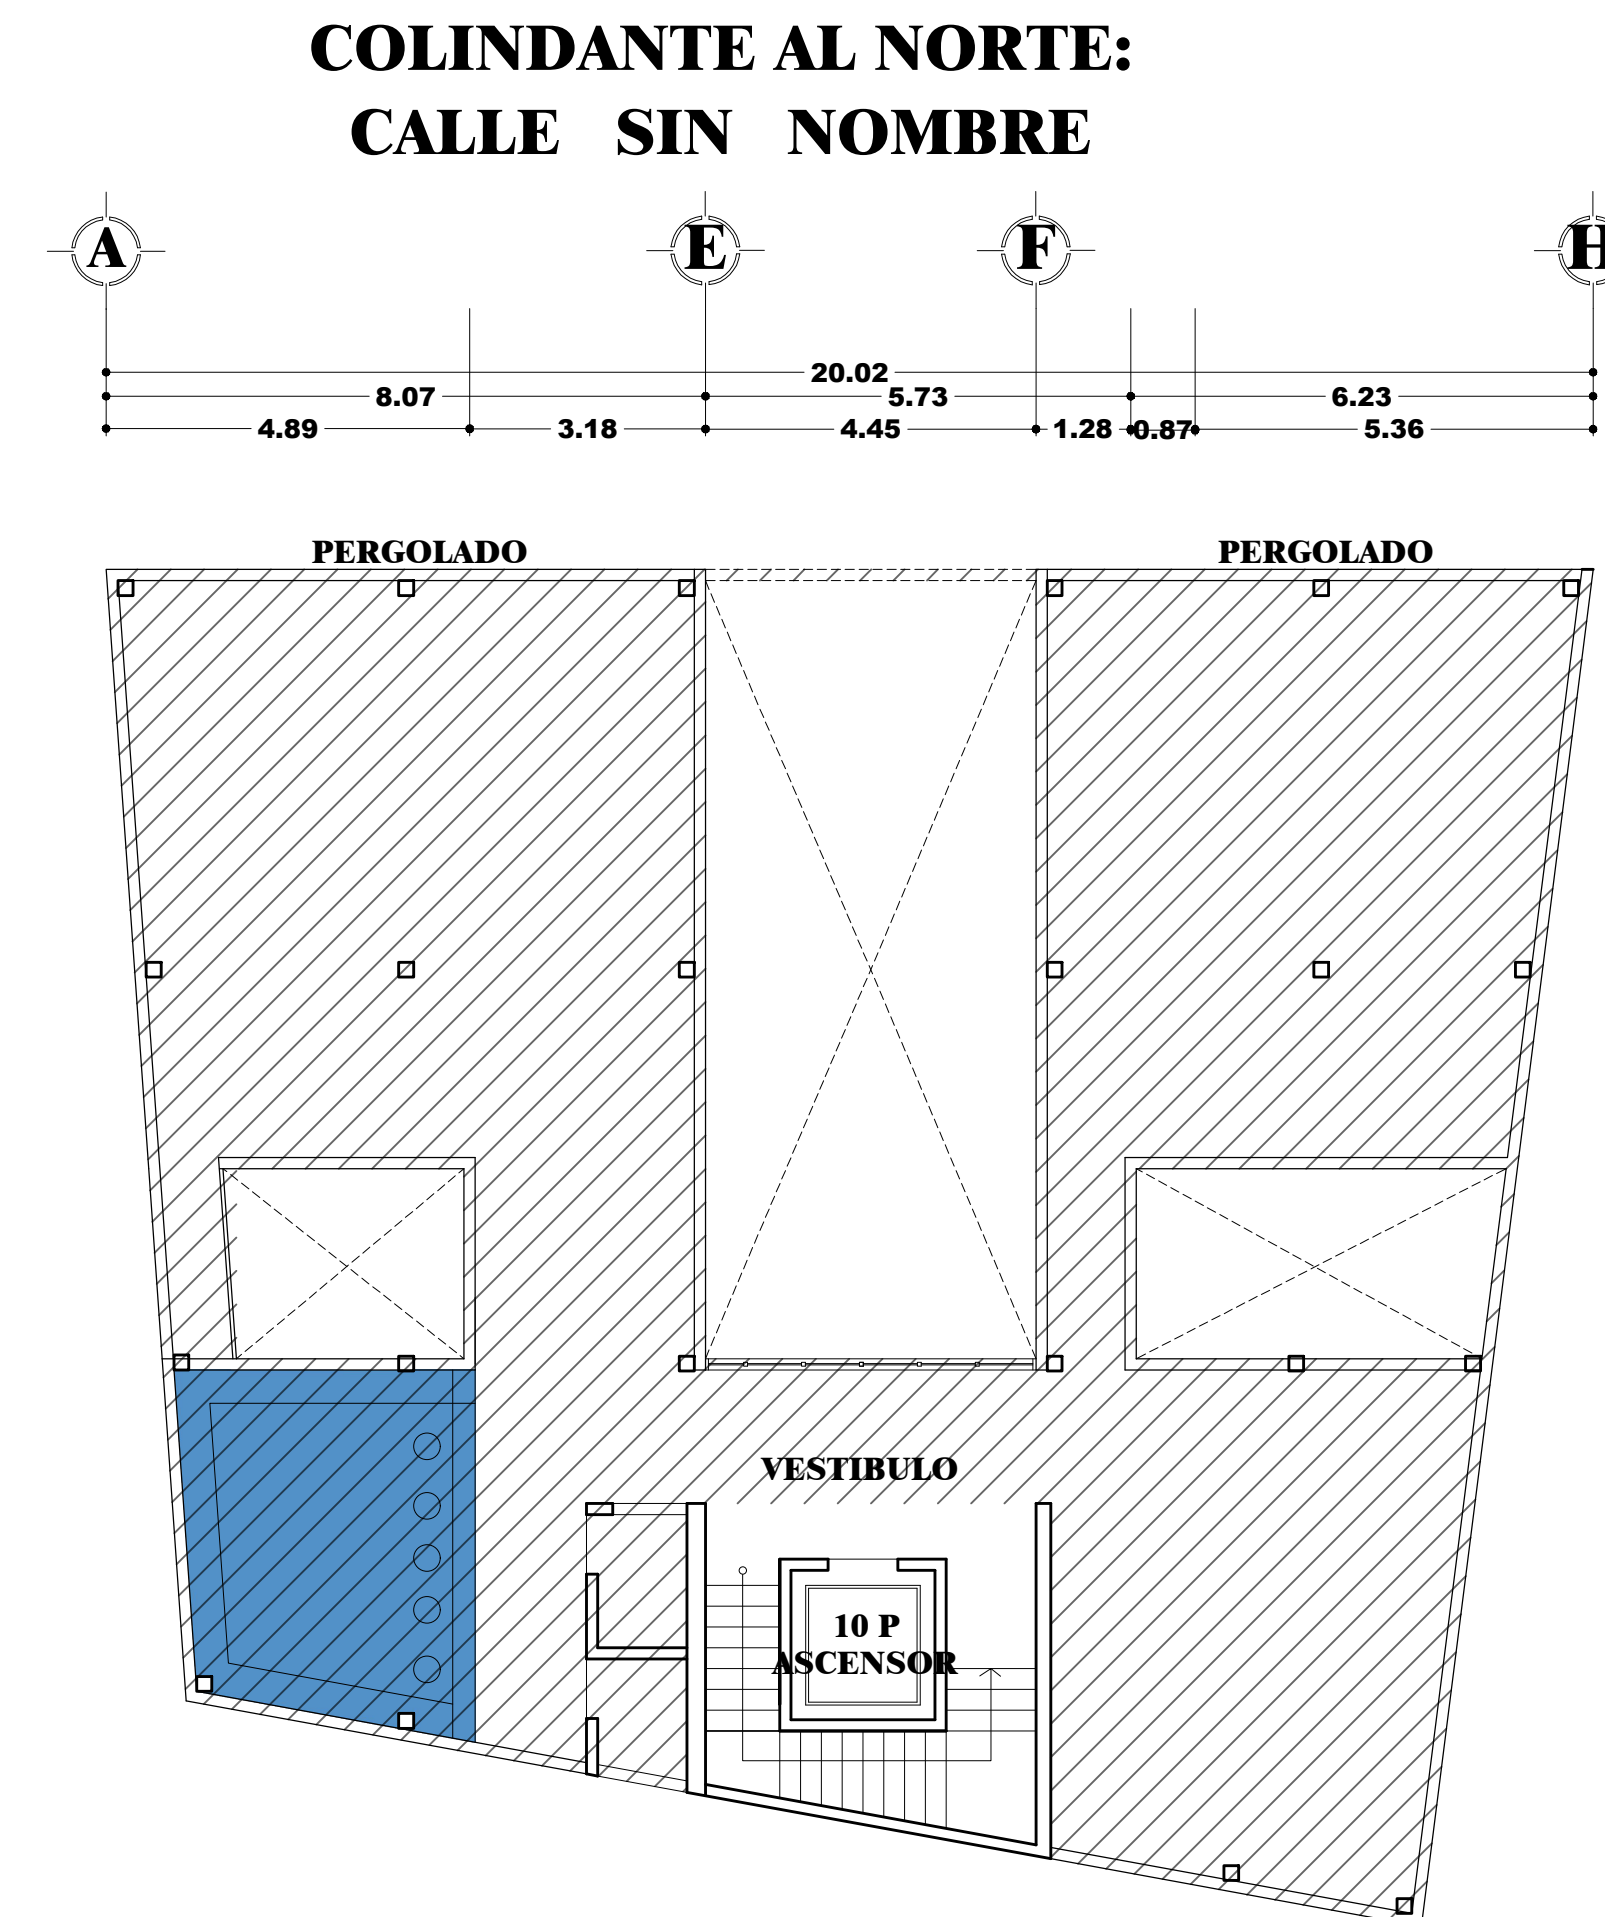 COLINDANTE AL NORTE:
CALLE SIN NOMBRE
A E F H
20.02
8.07 5.73 6.23
4.89 3.18 4.45 1.28 0.87 5.36
PERGOLADO PERGOLADO
VESTIBULO
10 P
ASCENSOR